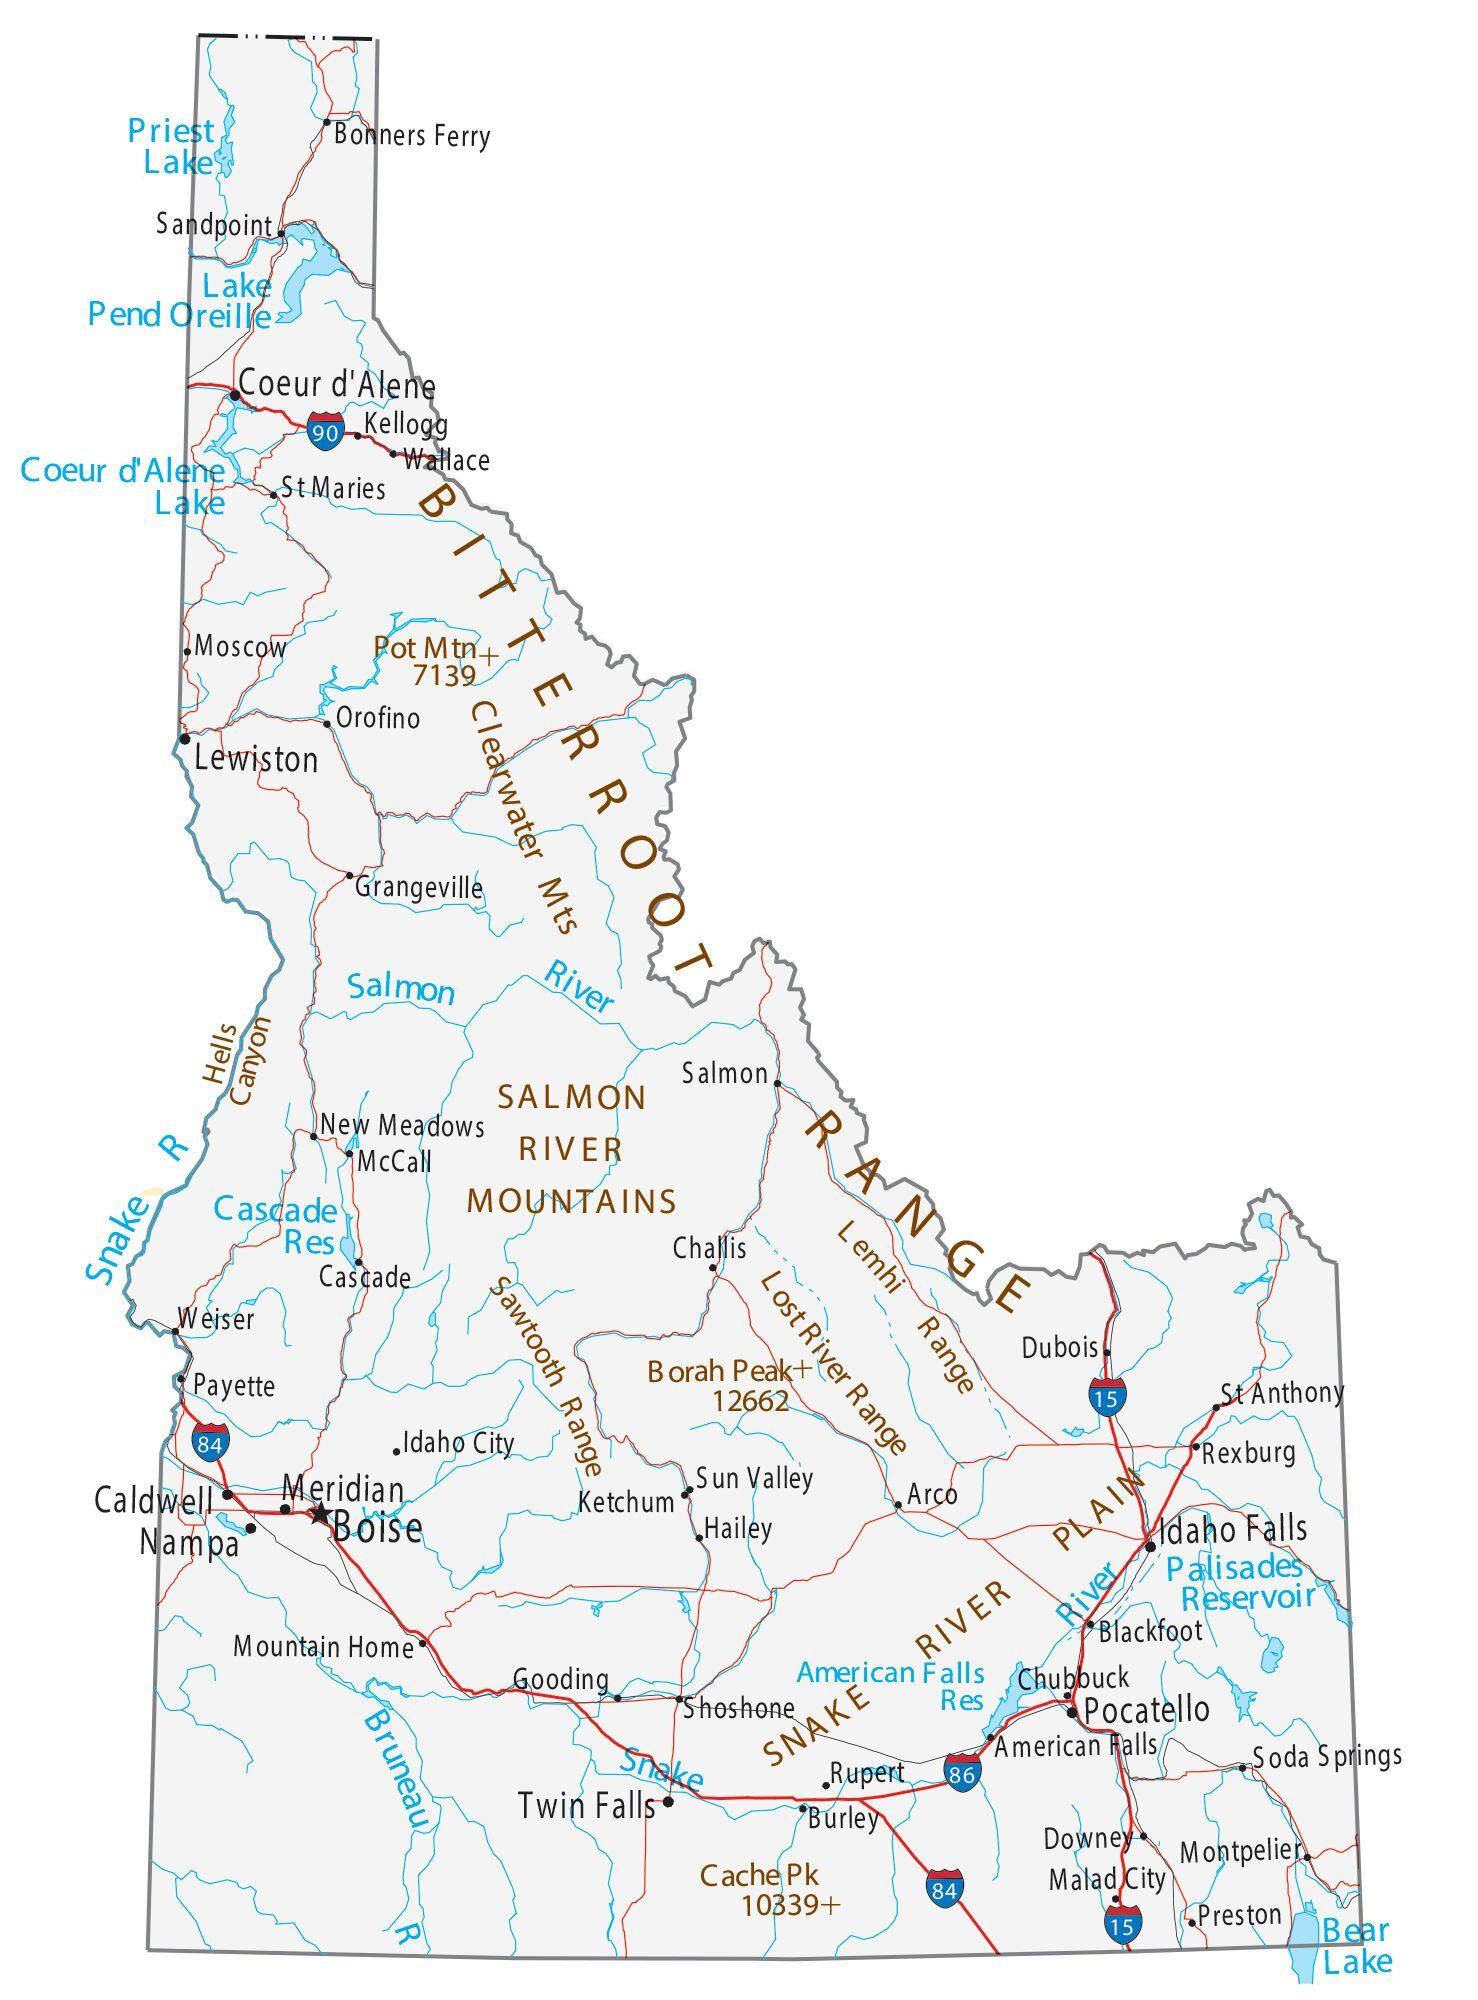 Priest
Lake
Bonners Ferry
Sandpoint
Lake
Pend Oreille
Coeur d'Alene
90
Kellogg
Wallace
Coeur d'Alene
Lake
St Maries
BITTERROOT
Moscow
Pot Mtn+
7139
Orofino
Clearwater Mts
Lewiston
Grangeville
Salmon River
Hells
Canyon
Salmon
SALMON
RIVER
MOUNTAINS
RANGE
New Meadows
McCall
Snake R
Cascade
Res
Cascade
Challis
Lemhi Range
Lost River Range
Sawtooth Range
Weiser
Payette
Borah Peak+
12662
Dubois
15
St Anthony
Rexburg
84
Idaho City
Caldwell
Meridian
Boise
Nampa
Sun Valley
Ketchum
Hailey
Arco
Idaho Falls
Palisades
Reservoir
SNAKE RIVER PLAIN
River
Blackfoot
Mountain Home
Gooding
Shoshone
American Falls
Res
Chubbuck
Pocatello
American Falls
Soda Springs
Bruneau R
Snake
Twin Falls
Rupert
Burley
86
Downey
Montpelier
Malad City
Cache Pk
10339+
84
15
Preston
Bear
Lake